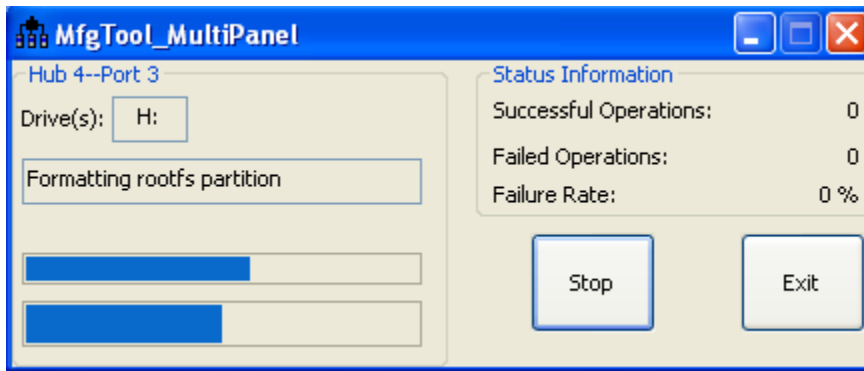 MfgTool_MultiPanel
Hub 4--Port 3
Drive(s): H:
Formatting rootfs partition
Status Information
Successful Operations: 0
Failed Operations: 0
Failure Rate: 0 %
Stop
Exit